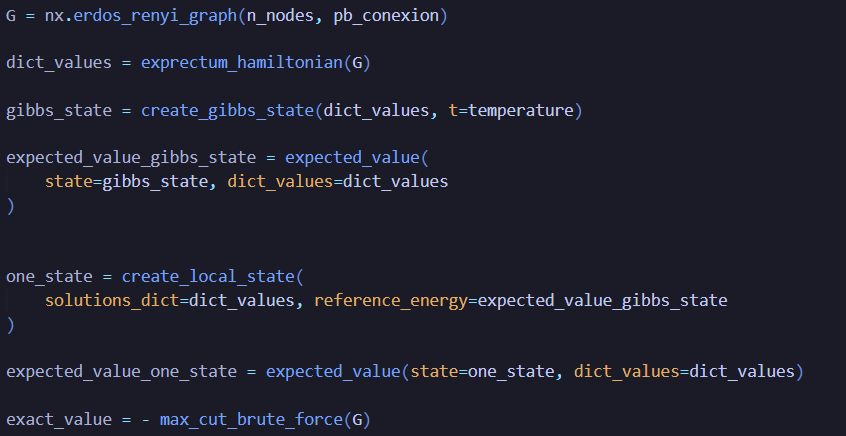 G = nx.erdos_renyi_graph(n_nodes, pb_conexion)
dict_values = exprectum_hamiltonian(G)
gibbs_state = create_gibbs_state(dict_values, t=temperature)
expected_value_gibbs_state = expected_value(
state=gibbs_state, dict_values=dict_values
)
one_state = create_local_state(
solutions_dict=dict_values, reference_energy=expected_value_gibbs_state
)
expected_value_one_state = expected_value(state=one_state, dict_values=dict_values)
exact_value = - max_cut_brute_force(G)